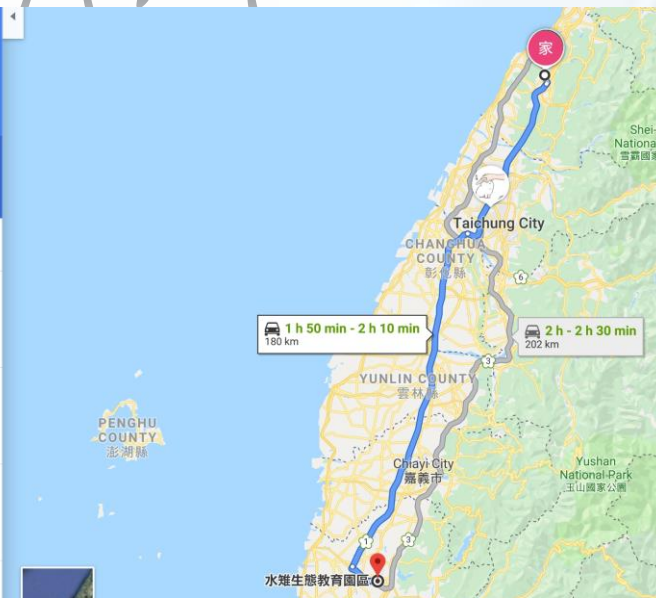 家
Shei-
National
雪霸國家
Taichung City
CHANGHUA
COUNTY
彰化縣
6
1 h 50 min - 2 h 10 min
180 km
2 h - 2 h 30 min
202 km
3
YUNLIN COUNTY
雲林縣
PENGHU
COUNTY
澎湖縣
Chiayi City
嘉義市
Yushan
National Park
玉山國家公園
1
3
水雉生態教育園區